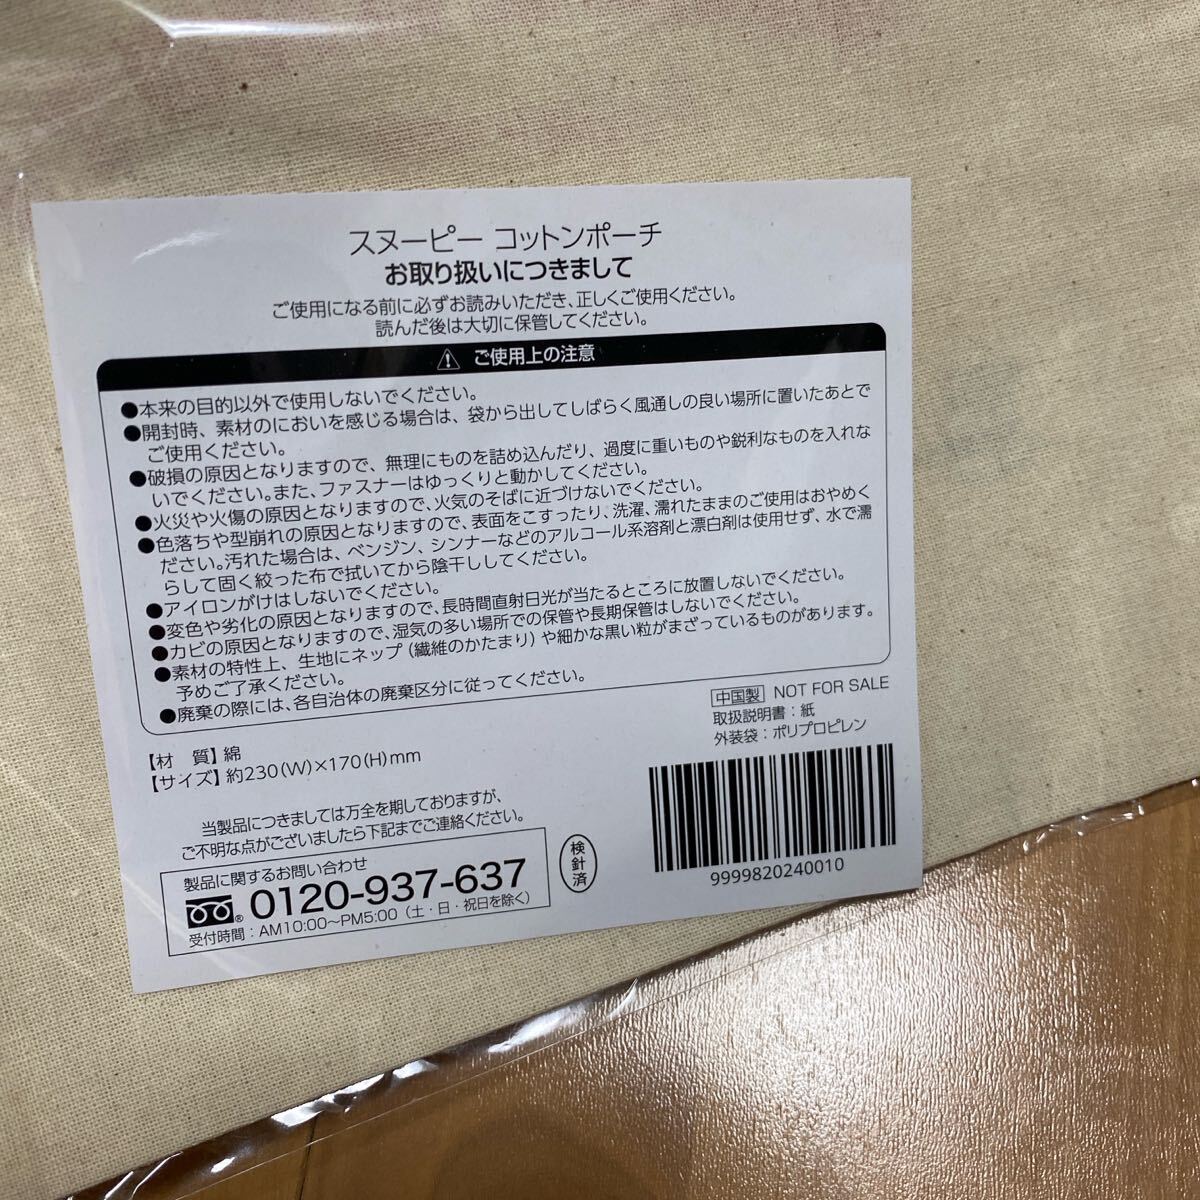 スヌーピー コットンポーチ
お取り扱いにつきまして
ご使用になる前に必ずお読みいただき、正しくご使用ください。
読んだ後は大切に保管してください。
ご使用上の注意
●本来の目的以外で使用しないでください。
●開封時、素材のにおいを感じる場合は、袋から出してしばらく風通しの良い場所に置いたあとで
ご使用ください。
●破損の原因となりますので、無理にものを詰め込んだり、過度に重いものや鋭利なものを入れな
いでください。また、ファスナーはゆっくりと動かしてください。
●火災や火傷の原因となりますので、火気のそばに近づけないでください。
●色落ちや型崩れの原因となりますので、表面をこすったり、洗濯、濡れたままのご使用はおやめく
ださい。汚れた場合は、ベンジン、シンナーなどのアルコール系溶剤と漂白剤は使用せず、水で濡
らして固く絞った布で拭いてから陰干ししてください。
●アイロンがけはしないでください。
●変色や劣化の原因となりますので、長時間直射日光が当たるところに放置しないでください。
●カビの原因となりますので、湿気の多い場所での保管や長期保管はしないでください。
●素材の特性上、生地にネップ(繊維のかたまり)や細かな黒い粒がまざっているものがあります。
予めご了承ください。
●廃棄の際には、各自治体の廃棄区分に従ってください。
中国製 NOT FOR SALE
取扱説明書：紙
外装袋：ポリプロピレン
【材　質】綿
【サイズ】約230(W)×170(H)mm
当製品につきましては万全を期しておりますが、
ご不明な点がございましたら下記までご連絡ください。
製品に関するお問い合わせ
0120-937-637
受付時間：AM10:00～PM5:00（土・日・祝日を除く）
検針済
9999820240010